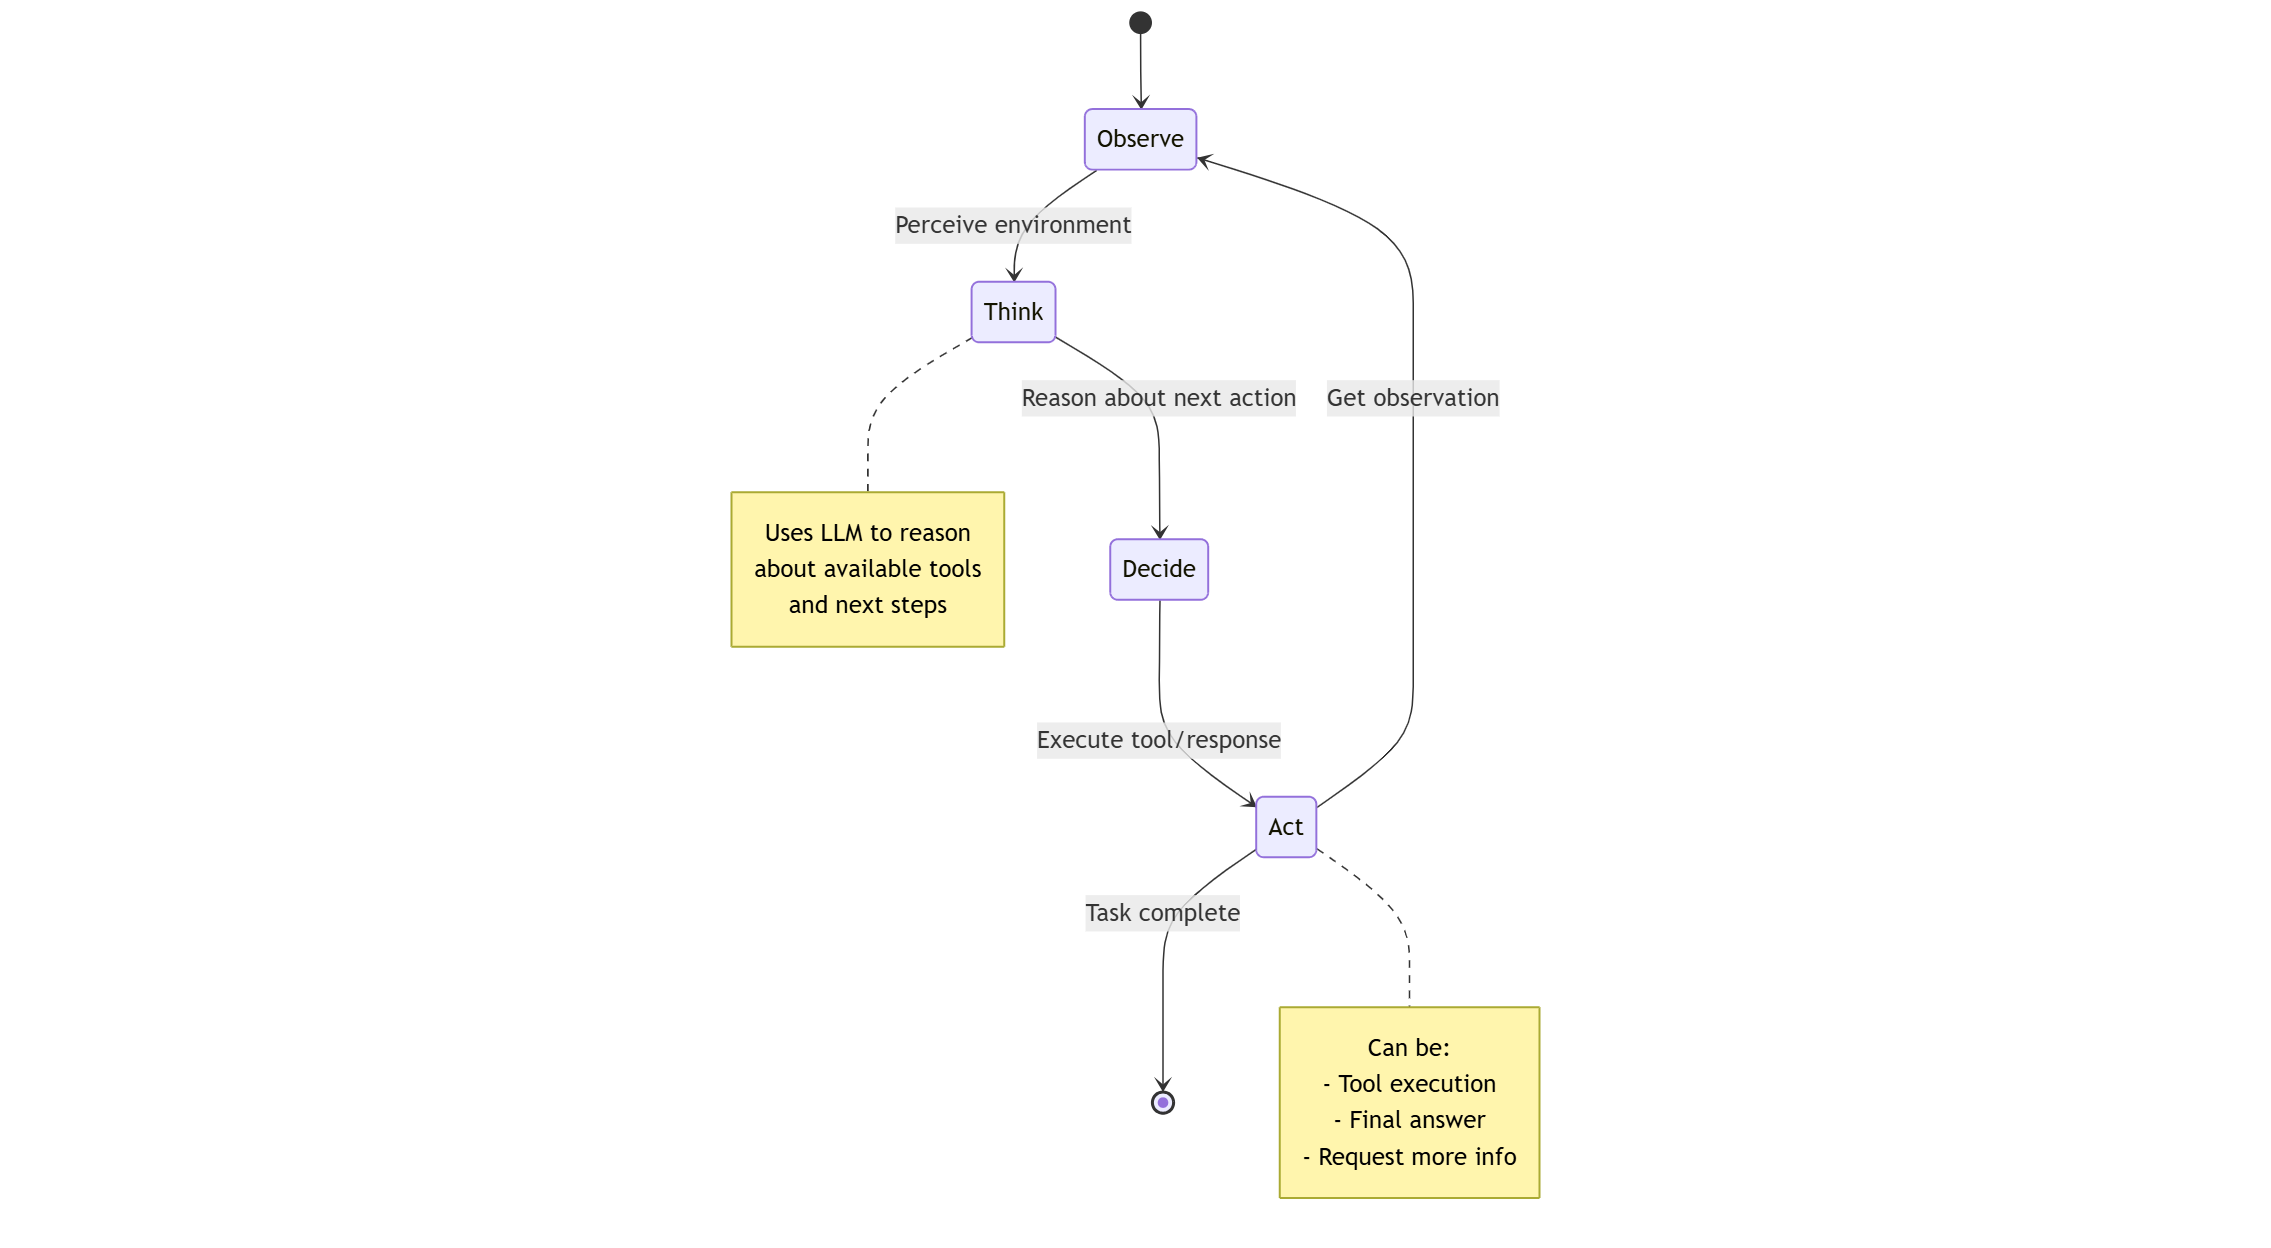 Observe
Perceive environment
Think
Reason about next action
Get observation
Uses LLM to reason
about available tools
and next steps
Decide
Execute tool/response
Act
Task complete
Can be:
- Tool execution
- Final answer
- Request more info